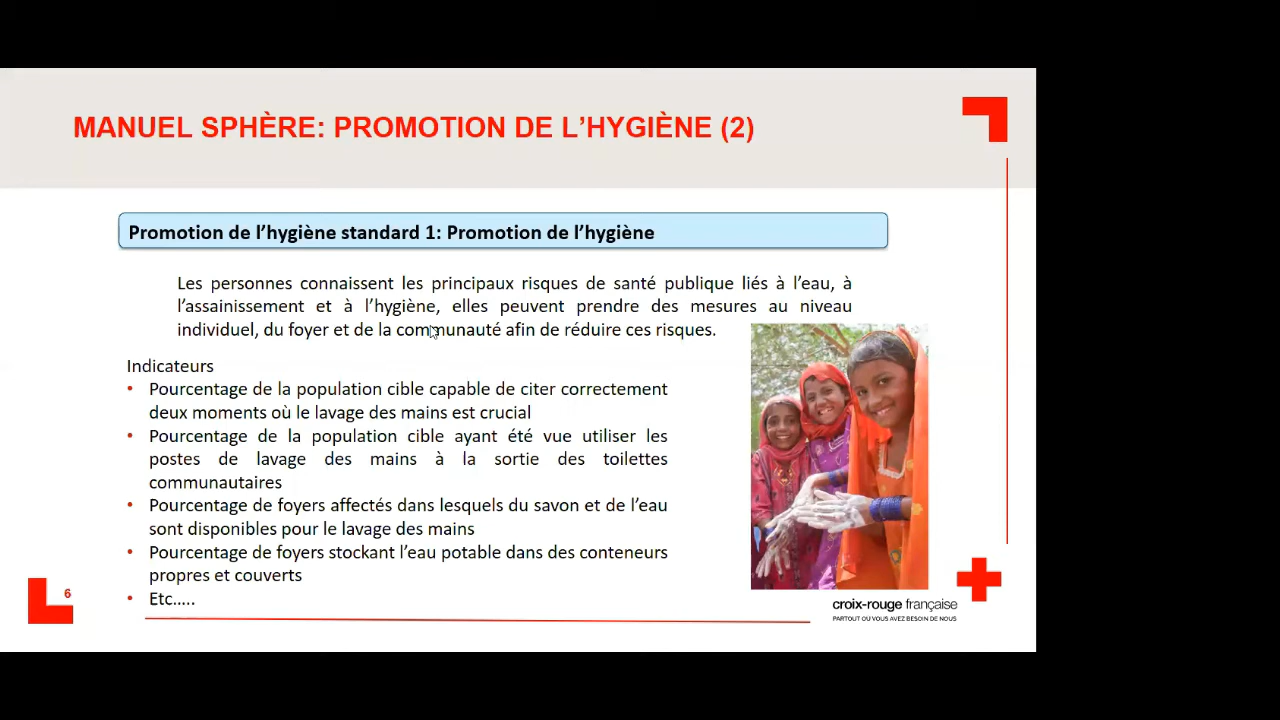 MANUEL SPHÈRE: PROMOTION DE L’HYGIÈNE (2)
Promotion de l’hygiène standard 1: Promotion de l’hygiène
Les personnes connaissent les principaux risques de santé publique liés à l’eau, à
l’assainissement et à l’hygiène, elles peuvent prendre des mesures au niveau
individuel, du foyer et de la communauté afin de réduire ces risques.
Indicateurs
• Pourcentage de la population cible capable de citer correctement
deux moments où le lavage des mains est crucial
• Pourcentage de la population cible ayant été vue utiliser les
postes de lavage des mains à la sortie des toilettes
communautaires
• Pourcentage de foyers affectés dans lesquels du savon et de l’eau
sont disponibles pour le lavage des mains
• Pourcentage de foyers stockant l’eau potable dans des conteneurs
propres et couverts
• Etc.....
6
croix-rouge française
PARTOUT OÙ VOUS AVEZ BESOIN DE NOUS